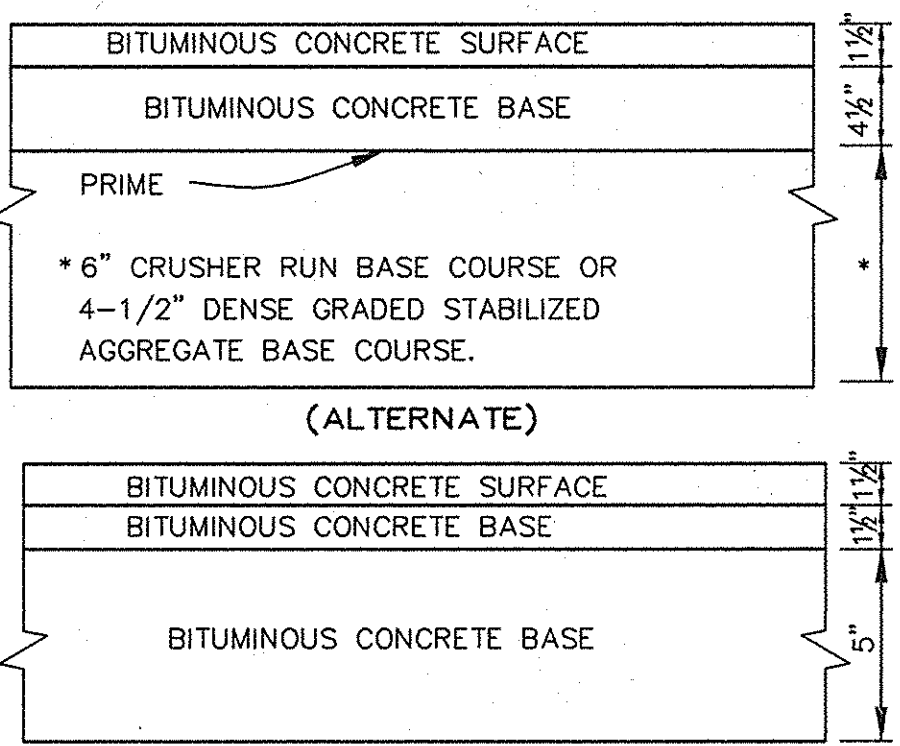 BITUMINOUS CONCRETE SURFACE
1½"
BITUMINOUS CONCRETE BASE
4½"
PRIME
* 6" CRUSHER RUN BASE COURSE OR
4-1/2" DENSE GRADED STABILIZED
AGGREGATE BASE COURSE.
*
(ALTERNATE)
BITUMINOUS CONCRETE SURFACE
1½"
BITUMINOUS CONCRETE BASE
1½"
BITUMINOUS CONCRETE BASE
5"